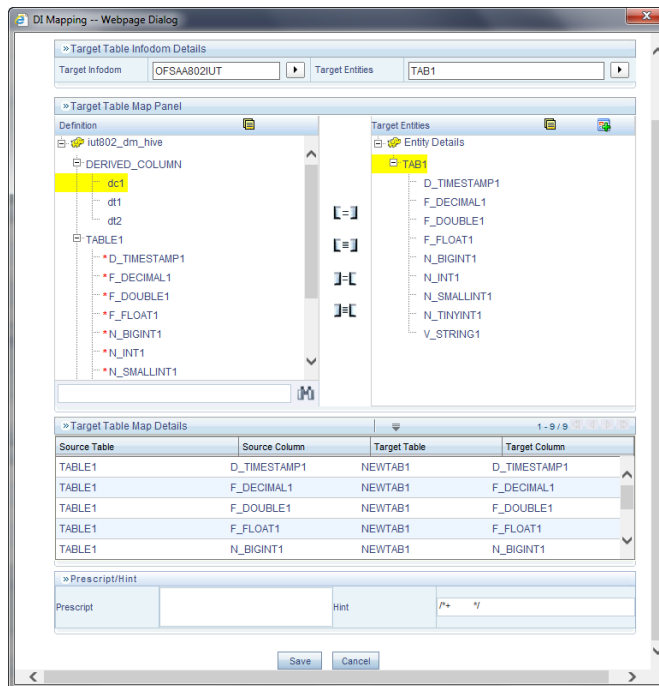 DI Mapping -- Webpage Dialog
» Target Table Infodom Details
Target Infodom OFSAA802IUT Target Entities TAB1
» Target Table Map Panel
Definition
iut802_dm_hive
DERIVED_COLUMN
dc1
dt1
dt2
TABLE1
*D_TIMESTAMP1
*F_DECIMAL1
*F_DOUBLE1
*F_FLOAT1
*N_BIGINT1
*N_INT1
*N_SMALLINT1
Target Entities
Entity Details
TAB1
D_TIMESTAMP1
F_DECIMAL1
F_DOUBLE1
F_FLOAT1
N_BIGINT1
N_INT1
N_SMALLINT1
N_TINYINT1
V_STRING1
» Target Table Map Details 1 - 9 / 9
Source Table Source Column Target Table Target Column
TABLE1 D_TIMESTAMP1 NEWTAB1 D_TIMESTAMP1
TABLE1 F_DECIMAL1 NEWTAB1 F_DECIMAL1
TABLE1 F_DOUBLE1 NEWTAB1 F_DOUBLE1
TABLE1 F_FLOAT1 NEWTAB1 F_FLOAT1
TABLE1 N_BIGINT1 NEWTAB1 N_BIGINT1
» Prescript/Hint
Prescript Hint /*+ */
Save Cancel